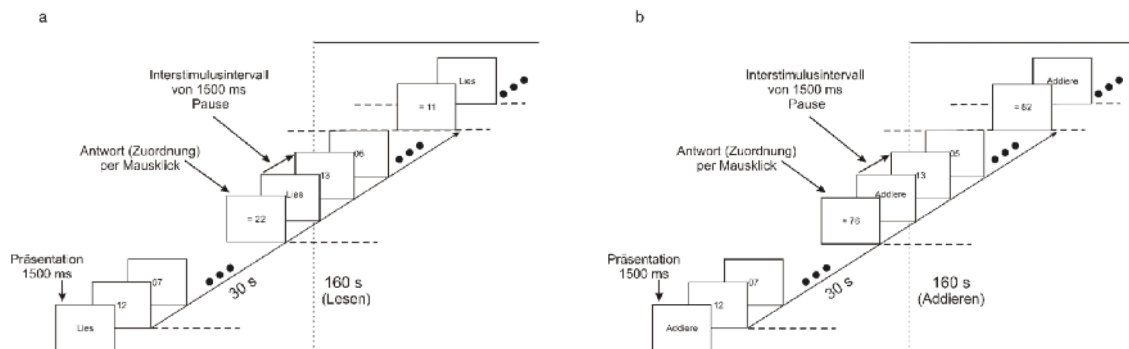 a
Lies
Interstimulusintervall
von 1500 ms
Pause
= 11
06
Antwort (Zuordnung)
per Mausklick
13
Lies
= 22
Präsentation
1500 ms
07
30 s
160 s
(Lesen)
12
Lies
b
Addiere
Interstimulusintervall
von 1500 ms
Pause
= 62
05
Antwort (Zuordnung)
per Mausklick
13
Addiere
= 76
Präsentation
1500 ms
07
30 s
160 s
(Addieren)
12
Addiere